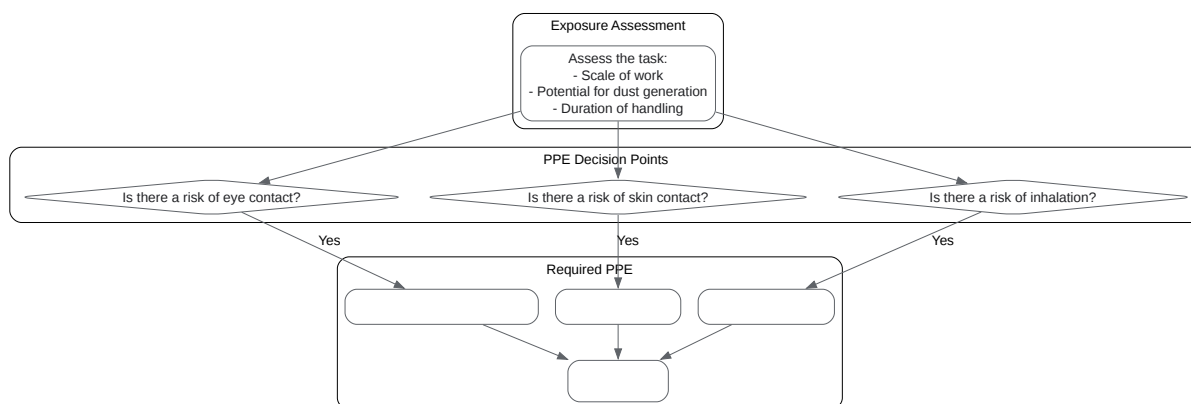 Exposure Assessment
Assess the task:
- Scale of work
- Potential for dust generation
- Duration of handling
PPE Decision Points
Is there a risk of eye contact?
Is there a risk of skin contact?
Is there a risk of inhalation?
Yes
Yes
Yes
Required PPE